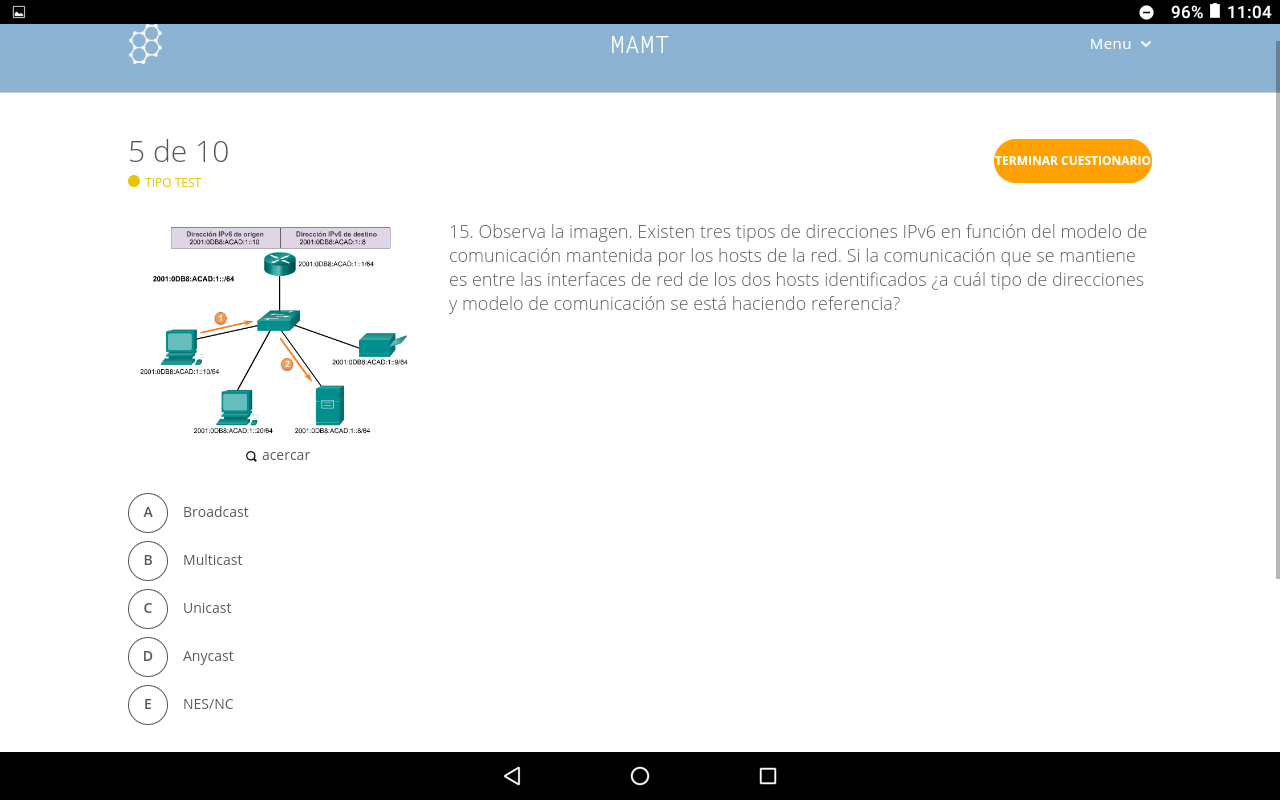 96% 11:04
MAMT
Menu
5 de 10
TERMINAR CUESTIONARIO
TIPO TEST
15. Observa la imagen. Existen tres tipos de direcciones IPv6 en función del modelo de
comunicación mantenida por los hosts de la red. Si la comunicación que se mantiene
es entre las interfaces de red de los dos hosts identificados ¿a cuál tipo de direcciones
y modelo de comunicación se está haciendo referencia?
Dirección IPv6 de origen
2001:0DB8:ACAD:1::10
Dirección IPv6 de destino
2001:0DB8:ACAD:1::8
2001:0DB8:ACAD:1::1/64
2001:0DB8:ACAD:1::/64
1
2
2001:0DB8:ACAD:1::9/64
2001:0DB8:ACAD:1::10/64
2001:0DB8:ACAD:1::20/64
2001:0DB8:ACAD:1::8/64
acercar
A Broadcast
B Multicast
C Unicast
D Anycast
E NES/NC